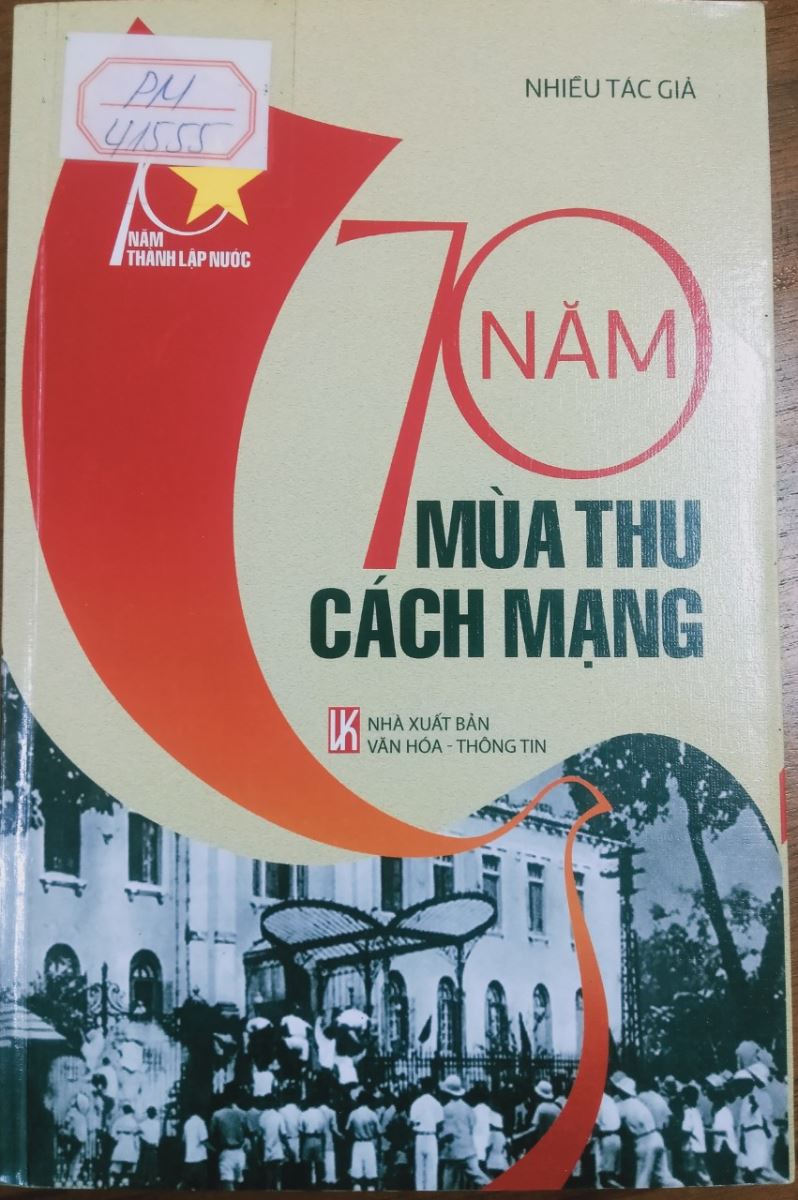 PM
41555
NHIỀU TÁC GIẢ
70
NĂM
THÀNH LẬP NƯỚC
70
NĂM
MÙA THU
CÁCH MẠNG
VK
NHÀ XUẤT BẢN
VĂN HÓA - THÔNG TIN